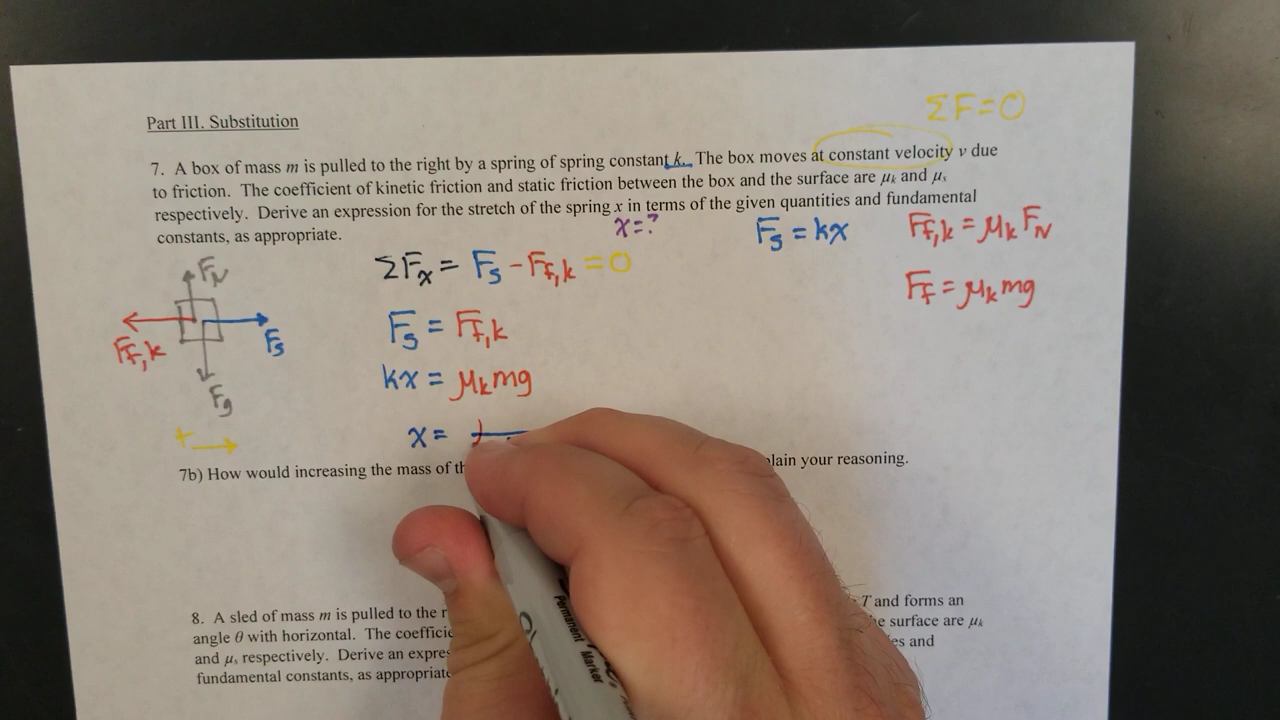 Part III. Substitution
ΣF=0
7. A box of mass m is pulled to the right by a spring of spring constant k. The box moves at constant velocity v due
to friction. The coefficient of kinetic friction and static friction between the box and the surface are μk and μs
respectively. Derive an expression for the stretch of the spring x in terms of the given quantities and fundamental
constants, as appropriate.
x=?
Fs = kx
Ff,k = μk FN
Ff = μk mg
FN
Ff,k
Fs
Fg
+
ΣFx = Fs - Ff,k = 0
Fs = Ff,k
kx = μk mg
x =
7b) How would increasing the mass of
your reasoning.
8. A sled of mass m is pulled to the
T and forms an
angle θ with horizontal. The
surface are μk
and μs respectively. Derive an
and
fundamental constants, as
Permanent Marker